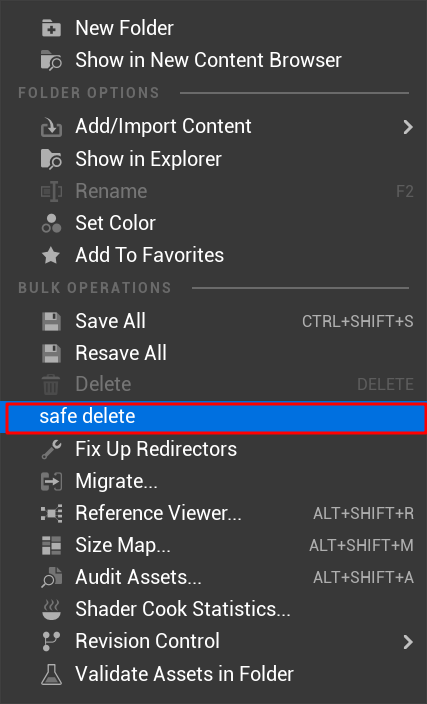 New Folder
Show in New Content Browser
FOLDER OPTIONS
Add/Import Content
Show in Explorer
Rename F2
Set Color
Add To Favorites
BULK OPERATIONS
Save All CTRL+SHIFT+S
Resave All
Delete DELETE
safe delete
Fix Up Redirectors
Migrate...
Reference Viewer... ALT+SHIFT+R
Size Map... ALT+SHIFT+M
Audit Assets... ALT+SHIFT+A
Shader Cook Statistics...
Revision Control
Validate Assets in Folder